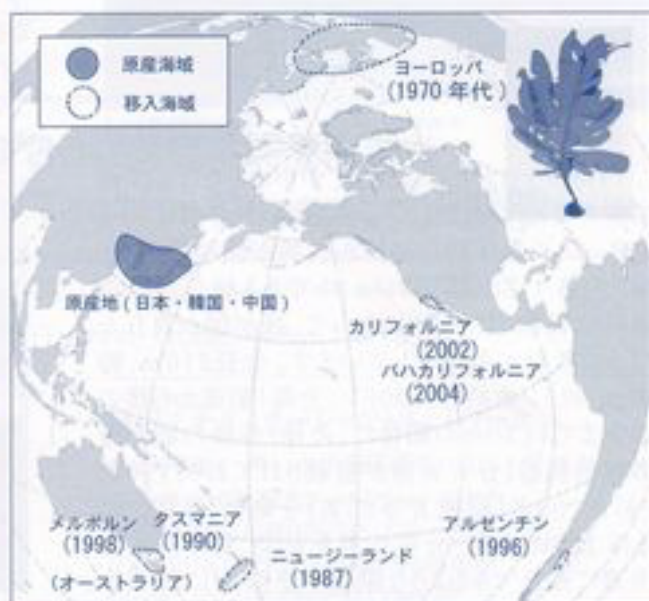 原産海域
移入海域
ヨーロッパ
(1970 年代)
原産地(日本・韓国・中国)
カリフォルニア
(2002)
バハカリフォルニア
(2004)
メルボルン
(1998)
タスマニア
(1990)
(オーストラリア)
ニュージーランド
(1987)
アルゼンチン
(1996)